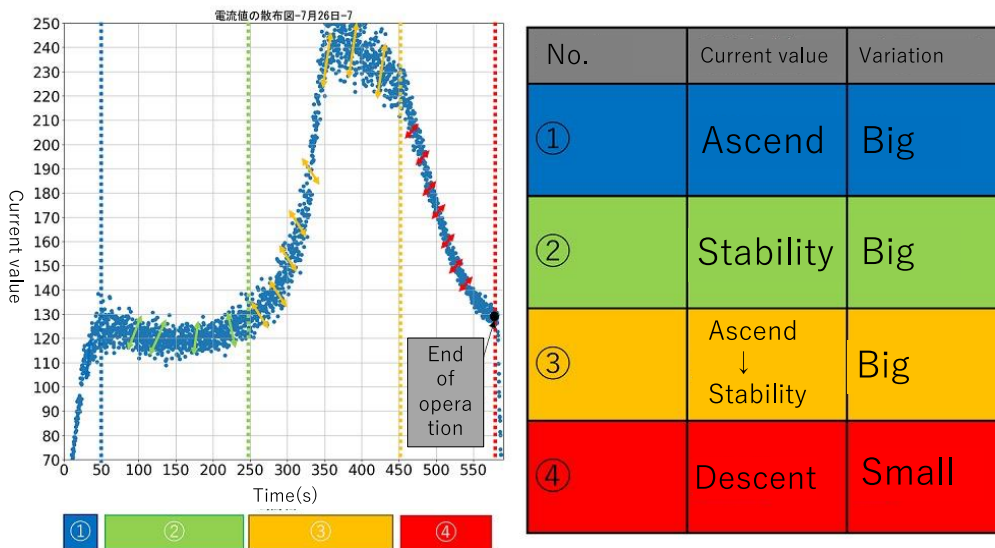 電流値の散布図-7月26日-7
250
240
230
220
210
200
190
180
170
160
150
140
130
120
110
100
90
80
70
Current value
0
50
100
150
200
250
300
350
400
450
500
550
Time(s)
End
of
opera
tion
①
②
③
④
No.
Current value
Variation
①
Ascend
Big
②
Stability
Big
③
Ascend
↓
Stability
Big
④
Descent
Small